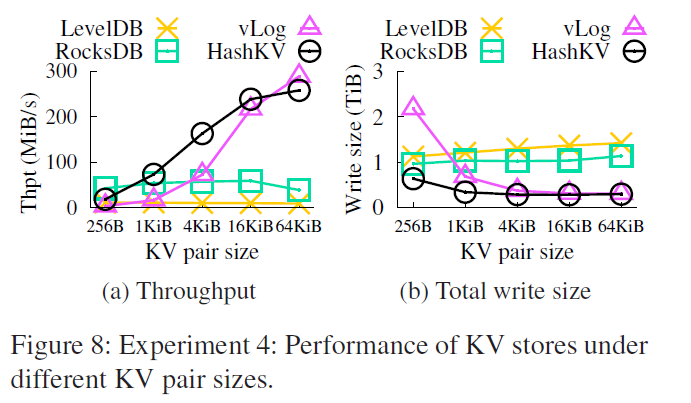 LevelDB vLog
RocksDB HashKV
Thpt (MiB/s)
300
200
100
0
256B 1KiB 4KiB 16KiB 64KiB
KV pair size
(a) Throughput
LevelDB vLog
RocksDB HashKV
Write size (TiB)
3
2
1
0
256B 1KiB 4KiB 16KiB 64KiB
KV pair size
(b) Total write size
Figure 8: Experiment 4: Performance of KV stores under
different KV pair sizes.